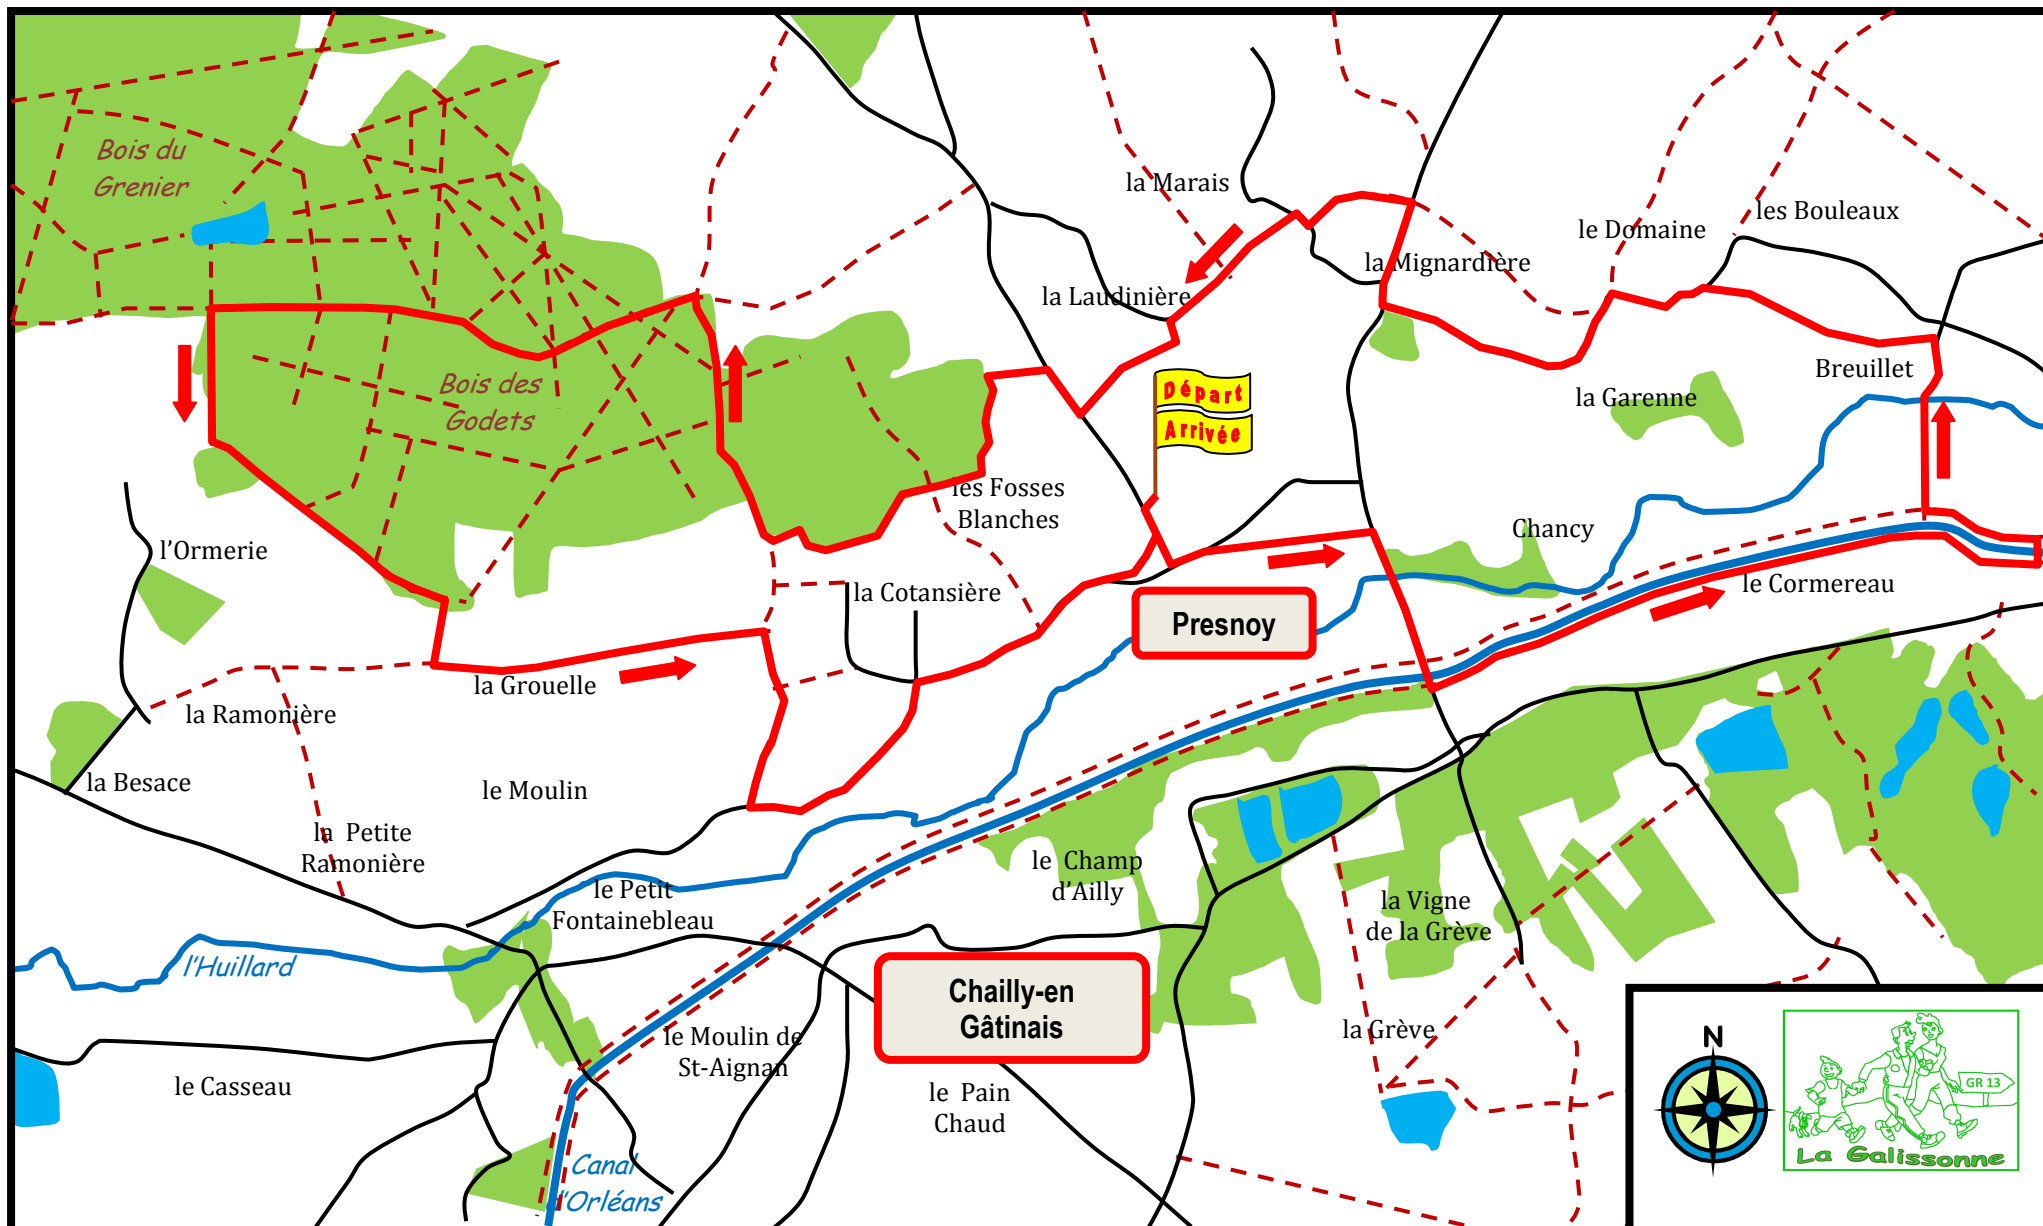 Bois du
Grenier
la Marais
les Bouleaux
le Domaine
la Mignardière
la Laudinière
Départ
Arrivée
Breuillet
la Garenne
Bois des
Godets
les Fosses
Blanches
Chancy
l'Ormerie
la Cotansière
le Cormereau
Presnoy
la Grouelle
la Ramonière
la Besace
le Moulin
la Petite
Ramonière
le Champ
d'Ailly
le Petit
Fontainebleau
la Vigne
de la Grève
l'Huillard
Chailly-en
Gâtinais
le Moulin de
St-Aignan
la Grève
le Casseau
le Pain
Chaud
Canal
d'Orléans
N
GR 13
La Galissonne